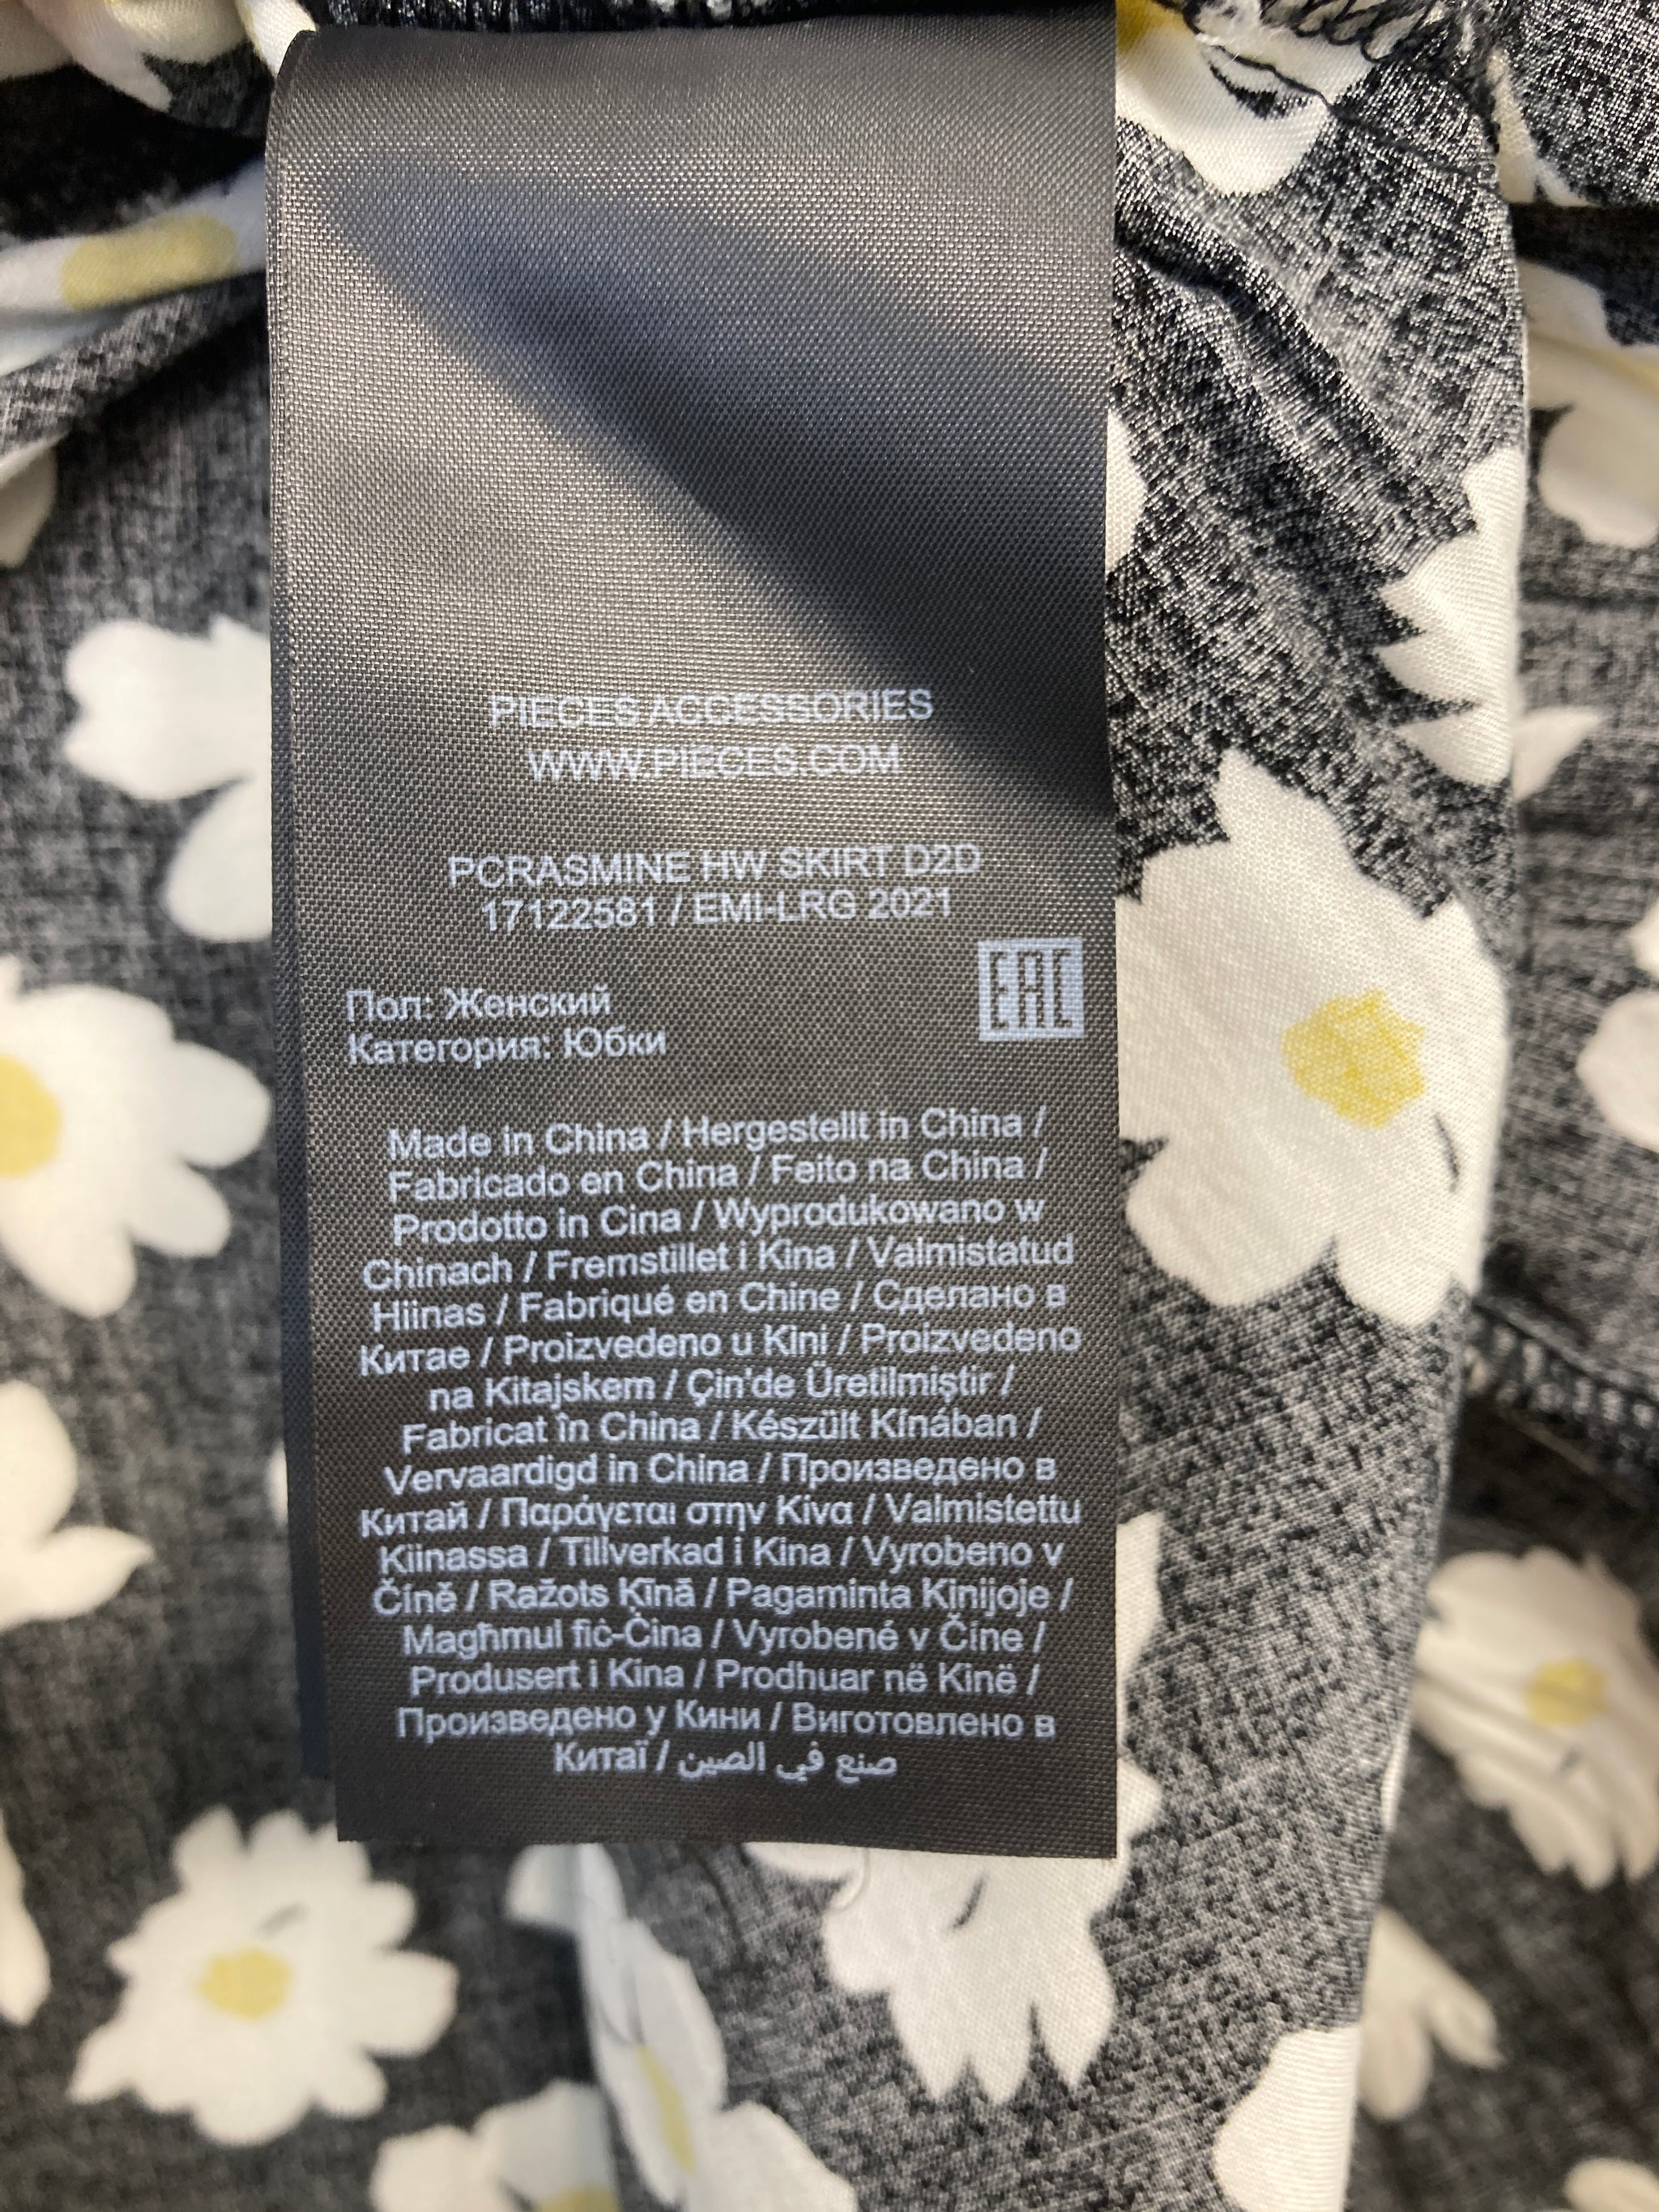 PIECES ACCESSORIES
WWW.PIECES.COM
PCRASMINE HW SKIRT D2D
17122581 / EMI-LRG 2021
EAC
Пол: Женский
Категория: Юбки
Made in China / Hergestellt in China /
Fabricado en China / Feito na China /
Prodotto in Cina / Wyprodukowano w
Chinach / Fremstillet i Kina / Valmistatud
Hiinas / Fabriqué en Chine / Сделано в
Китае / Proizvedeno u Kini / Proizvedeno
na Kitajskem / Çin'de Üretilmiştir /
Fabricat în China / Készült Kínában /
Vervaardigd in China / Произведено в
Китай / Παράγεται στην Κίνα / Valmistettu
Kiinassa / Tillverkad i Kina / Vyrobeno v
Číně / Ražots Ķīnā / Pagaminta Kinijoje /
Magħmul fiċ-Ċina / Vyrobené v Číne /
Produsert i Kina / Prodhuar në Kinë /
Произведено у Кини / Виготовлено в
Китаї / صنع في الصين